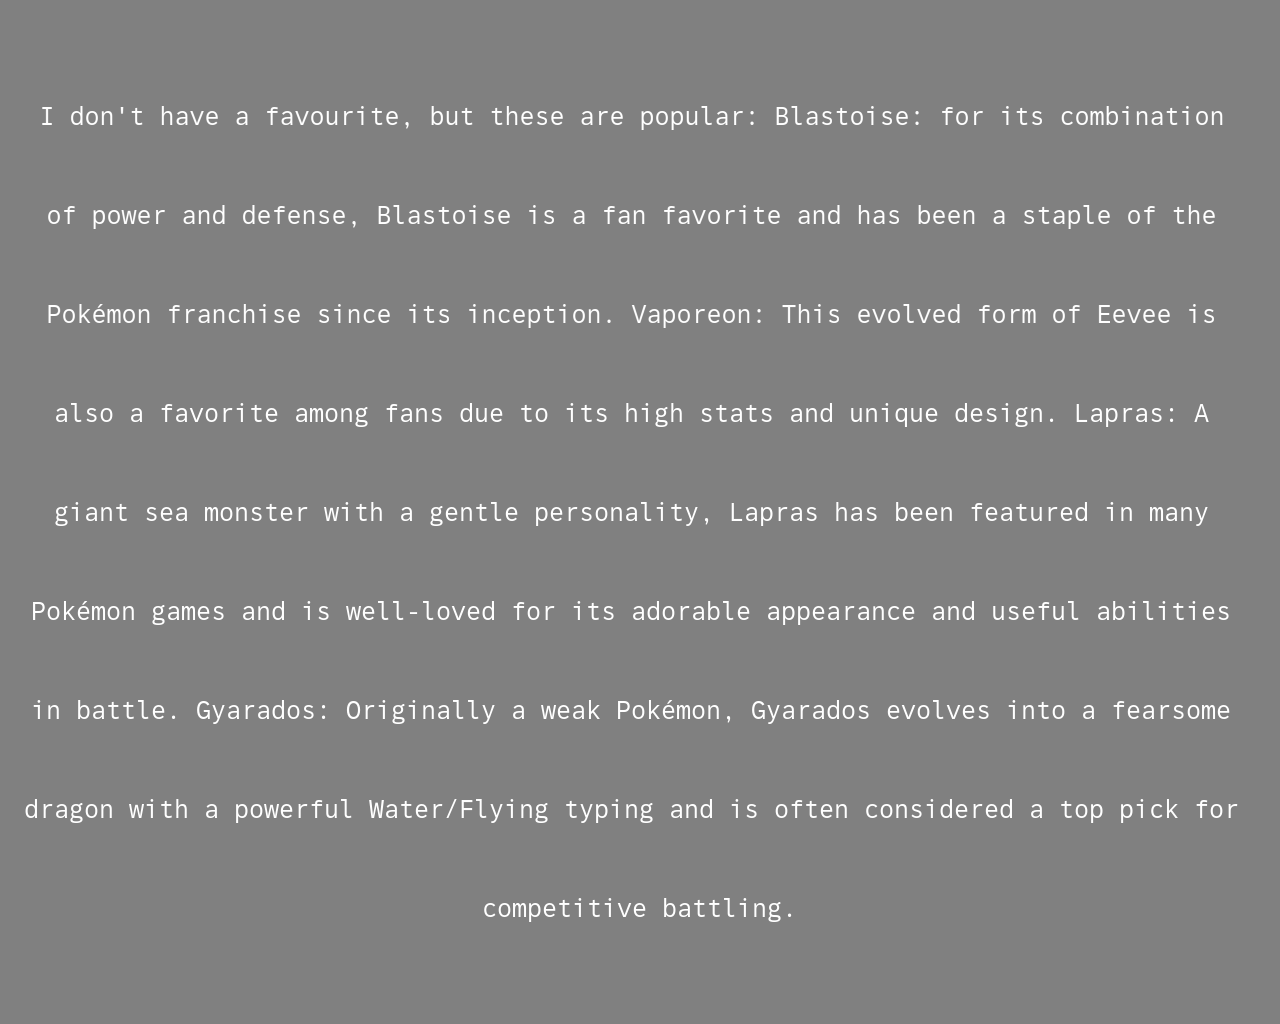 I don't have a favourite, but these are popular: Blastoise: for its combination
of power and defense, Blastoise is a fan favorite and has been a staple of the
Pokémon franchise since its inception. Vaporeon: This evolved form of Eevee is
also a favorite among fans due to its high stats and unique design. Lapras: A
giant sea monster with a gentle personality, Lapras has been featured in many
Pokémon games and is well-loved for its adorable appearance and useful abilities
in battle. Gyarados: Originally a weak Pokémon, Gyarados evolves into a fearsome
dragon with a powerful Water/Flying typing and is often considered a top pick for
competitive battling.